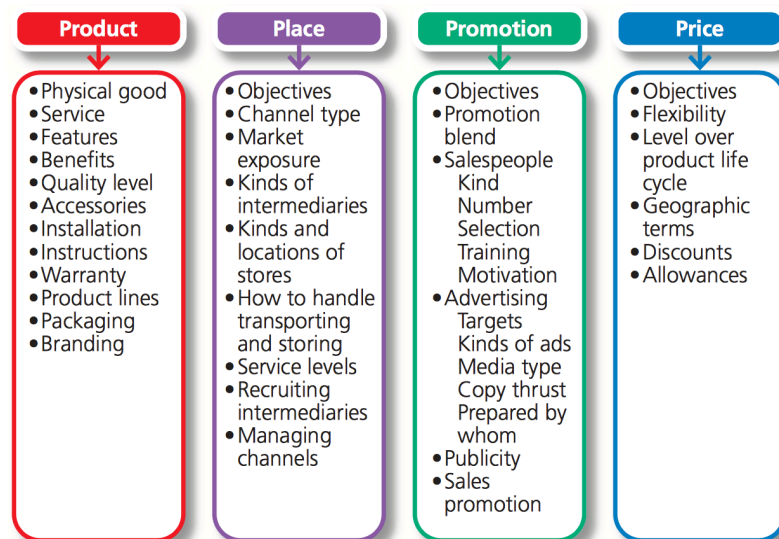 Product
• Physical good
• Service
• Features
• Benefits
• Quality level
• Accessories
• Installation
• Instructions
• Warranty
• Product lines
• Packaging
• Branding
Place
• Objectives
• Channel type
• Market
exposure
• Kinds of
intermediaries
• Kinds and
locations of
stores
• How to handle
transporting
and storing
• Service levels
• Recruiting
intermediaries
• Managing
channels
Promotion
• Objectives
• Promotion
blend
• Salespeople
Kind
Number
Selection
Training
Motivation
• Advertising
Targets
Kinds of ads
Media type
Copy thrust
Prepared by
whom
• Publicity
• Sales
promotion
Price
• Objectives
• Flexibility
• Level over
product life
cycle
• Geographic
terms
• Discounts
• Allowances